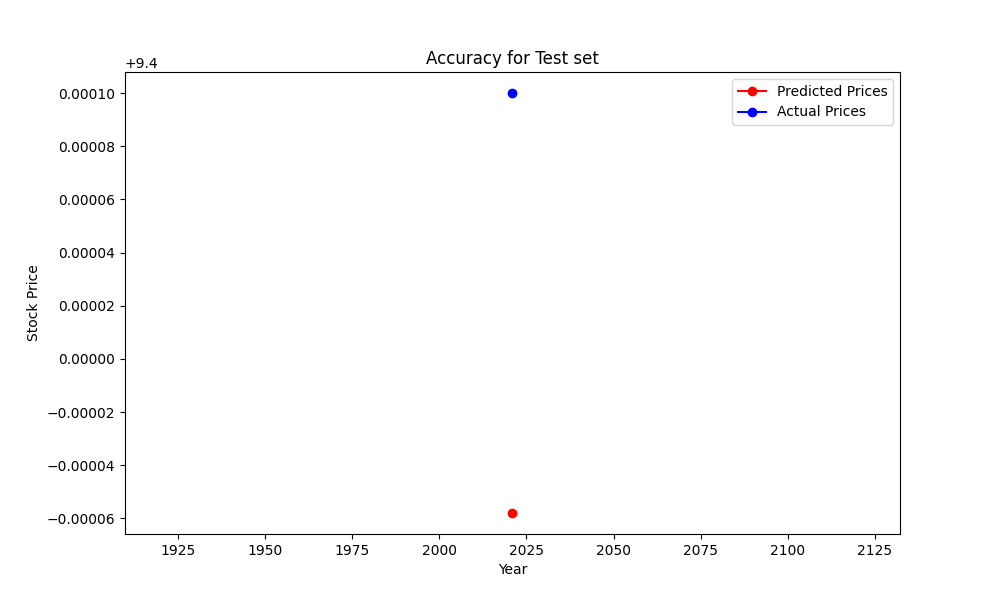 Accuracy for Test set
+9.4
Predicted Prices
Actual Prices
0.00010
0.00008
0.00006
0.00004
0.00002
0.00000
−0.00002
−0.00004
−0.00006
Stock Price
1925 1950 1975 2000 2025 2050 2075 2100 2125
Year